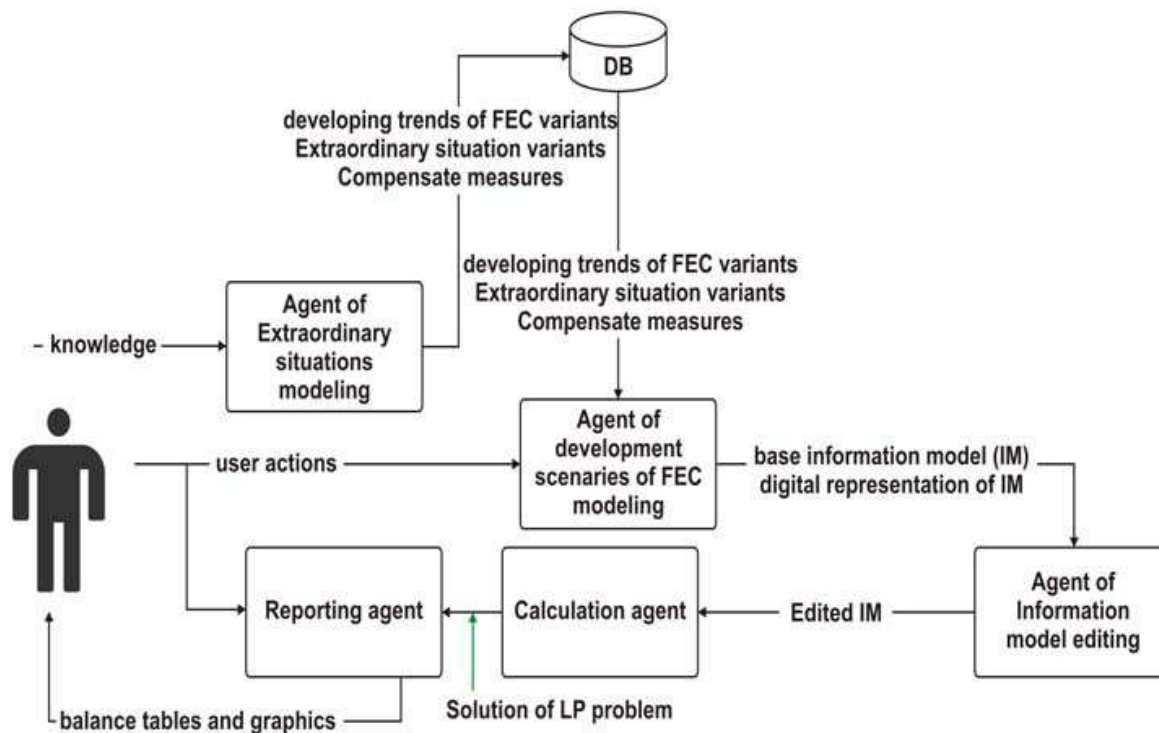 DB
developing trends of FEC variants
Extraordinary situation variants
Compensate measures
developing trends of FEC variants
Extraordinary situation variants
Compensate measures
Agent of
Extraordinary
situations
modeling
– knowledge
Agent of
development
scenaries of FEC
modeling
user actions
base information model (IM)
digital representation of IM
Reporting agent
Calculation agent
Edited IM
Agent of
Information
model editing
balance tables and graphics
Solution of LP problem